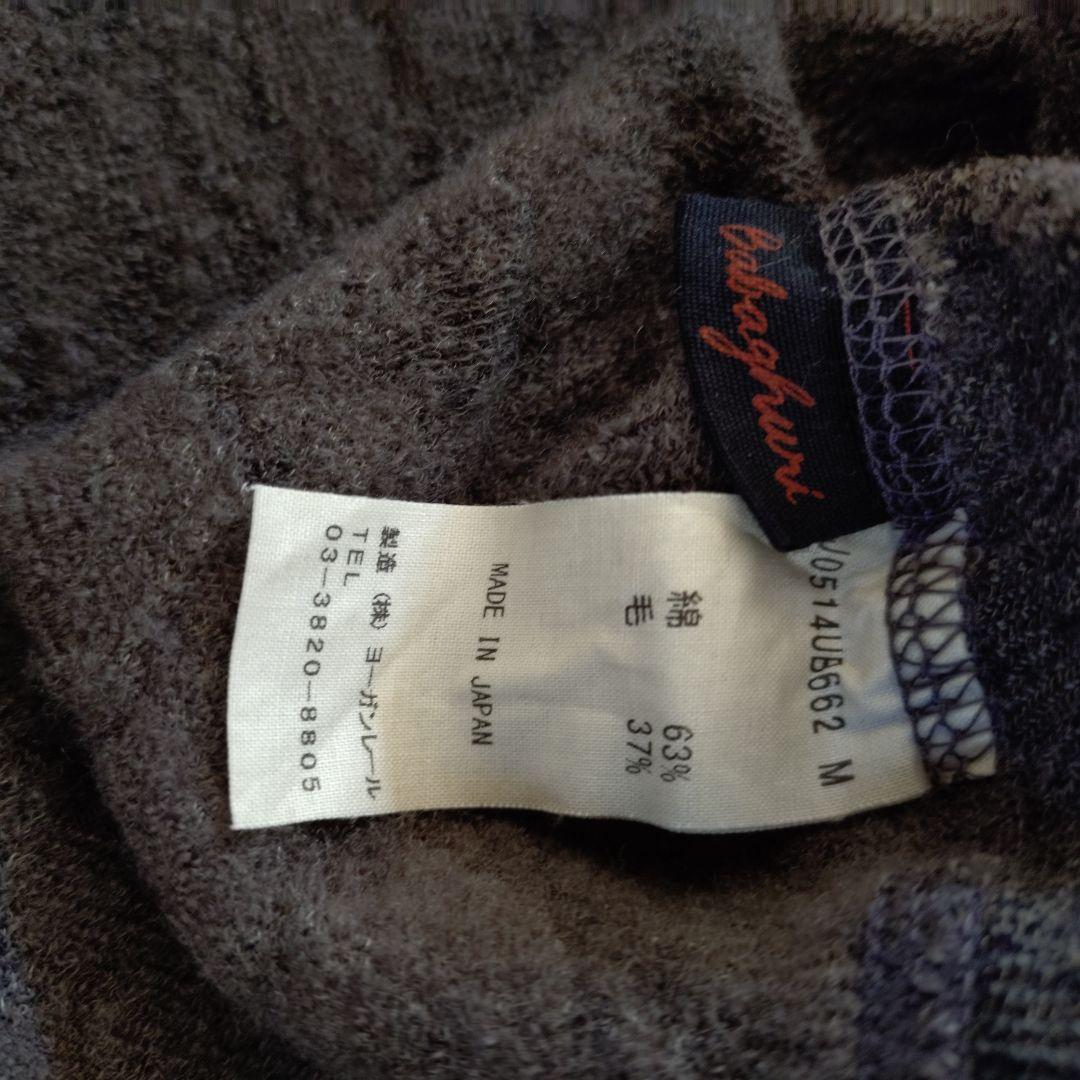 babaghuri
/0514UB662 M
綿 63%
毛 37%
MADE IN JAPAN
製造 (株) ヨーガンレール
TEL
03-3820-8805